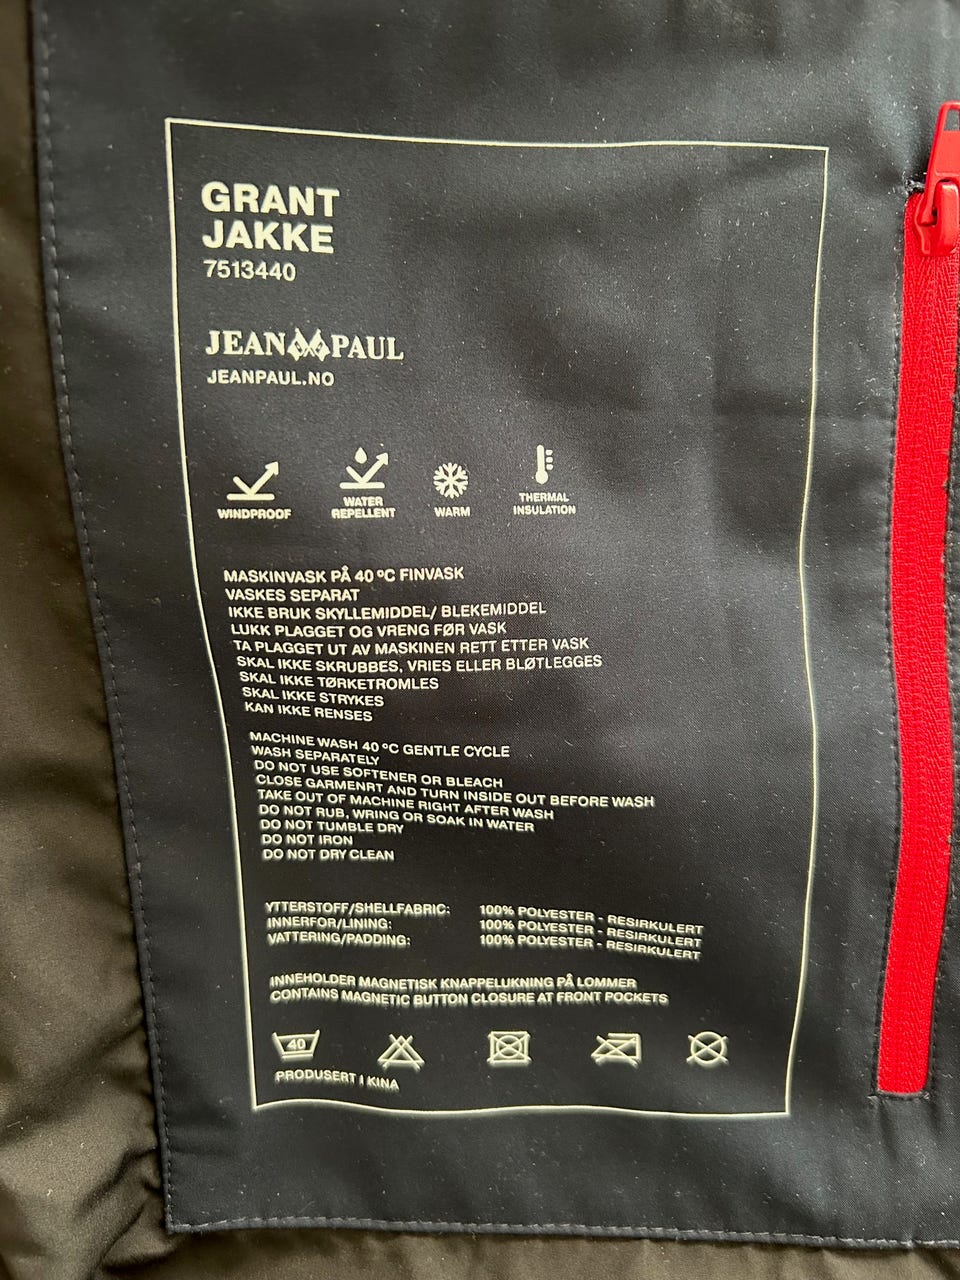 GRANT
JAKKE
7513440
JEAN PAUL
JEANPAUL.NO
WINDPROOF
WATER
REPELLENT
WARM
THERMAL
INSULATION
MASKINVASK PÅ 40 ºC FINVASK
VASKES SEPARAT
IKKE BRUK SKYLLEMIDDEL/ BLEKEMIDDEL
LUKK PLAGGET OG VRENG FØR VASK
TA PLAGGET UT AV MASKINEN RETT ETTER VASK
SKAL IKKE SKRUBBES, VRIES ELLER BLØTLEGGES
SKAL IKKE TØRKETROMLES
SKAL IKKE STRYKES
KAN IKKE RENSES
MACHINE WASH 40 ºC GENTLE CYCLE
WASH SEPARATELY
DO NOT USE SOFTENER OR BLEACH
CLOSE GARMENRT AND TURN INSIDE OUT BEFORE WASH
TAKE OUT OF MACHINE RIGHT AFTER WASH
DO NOT RUB, WRING OR SOAK IN WATER
DO NOT TUMBLE DRY
DO NOT IRON
DO NOT DRY CLEAN
YTTERSTOFF/SHELLFABRIC: 100% POLYESTER - RESIRKULERT
INNERFOR/LINING: 100% POLYESTER - RESIRKULERT
VATTERING/PADDING: 100% POLYESTER - RESIRKULERT
INNEHOLDER MAGNETISK KNAPPELUKNING PÅ LOMMER
CONTAINS MAGNETIC BUTTON CLOSURE AT FRONT POCKETS
40
PRODUSERT I KINA